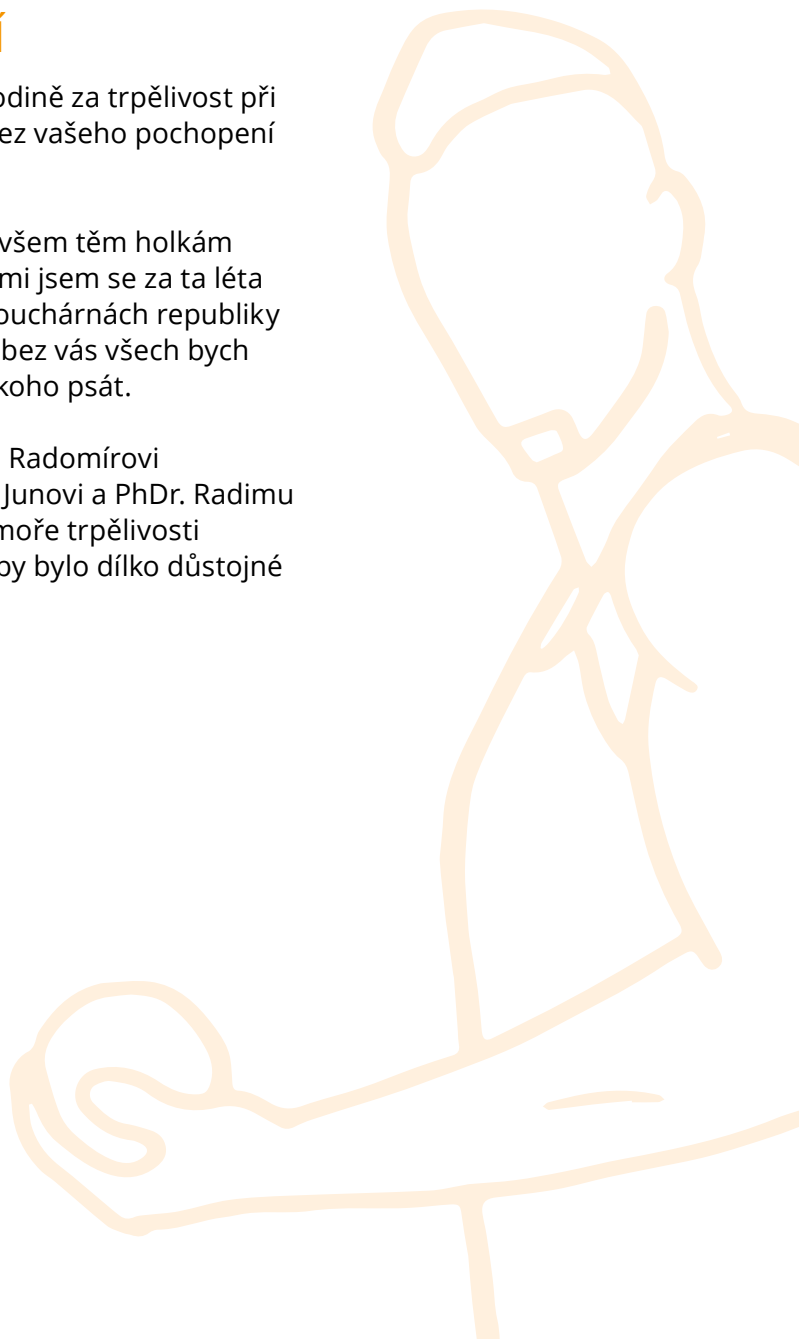 í
odině za trpělivost při
ez vašeho pochopení
všem těm holkám
mi jsem se za ta léta
ouchárnách republiky
bez vás všech bych
koho psát.
Radomírovi
Junovi a PhDr. Radimu
moře trpělivosti
by bylo dílko důstojné